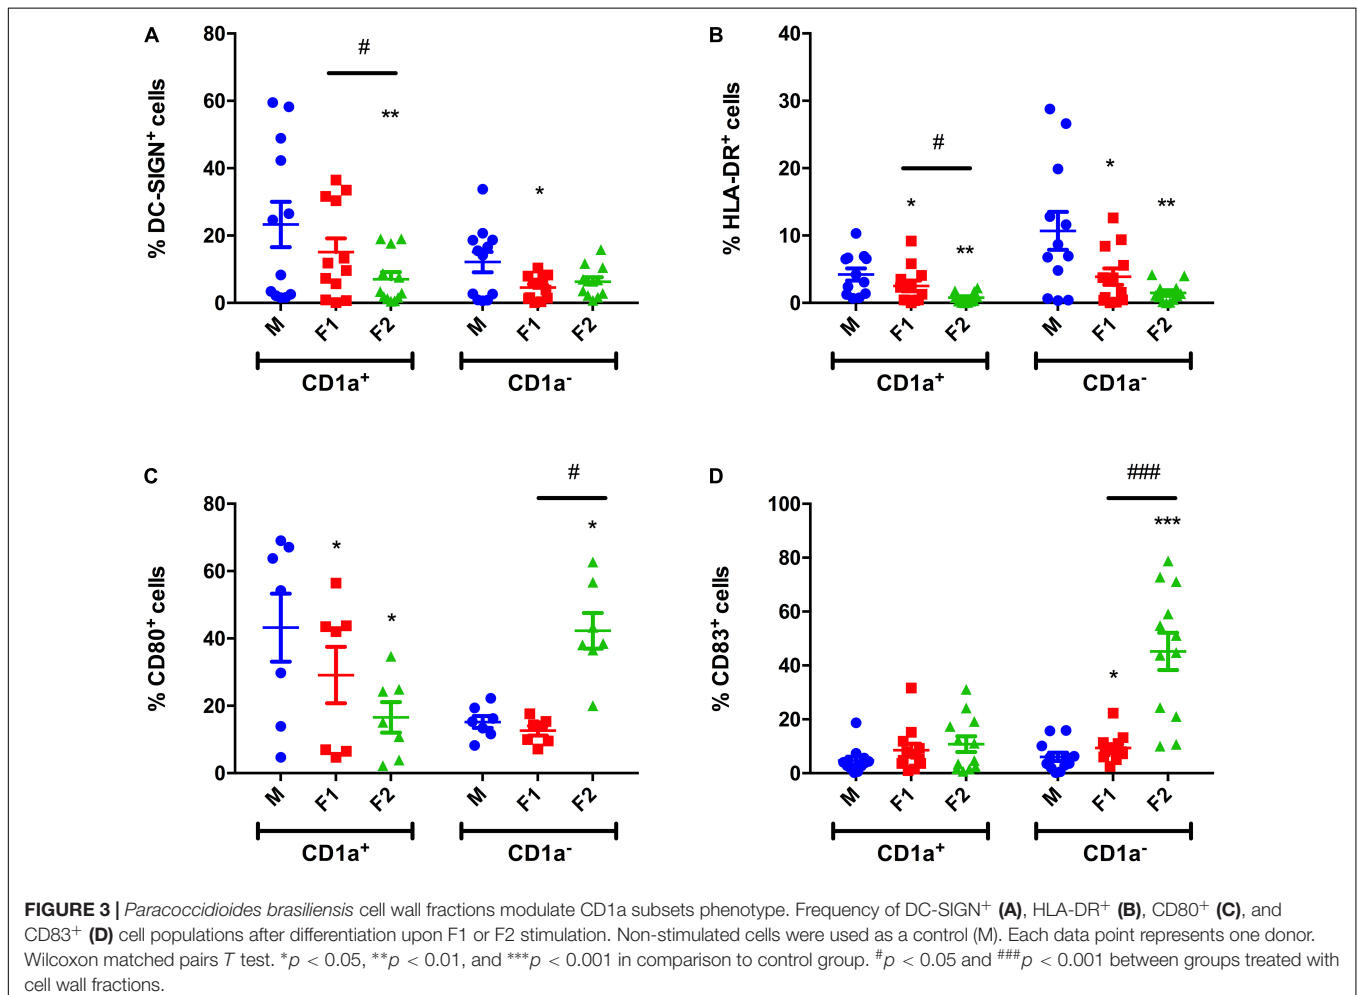 A
B
80
60
40
20
0
% DC-SIGN⁺ cells
#
**
*
M
F1
F2
M
F1
F2
CD1a⁺
CD1a⁻
40
30
20
10
0
% HLA-DR⁺ cells
#
*
**
*
**
M
F1
F2
M
F1
F2
CD1a⁺
CD1a⁻
C
D
80
60
40
20
0
% CD80⁺ cells
*
*
#
*
M
F1
F2
M
F1
F2
CD1a⁺
CD1a⁻
100
80
60
40
20
0
% CD83⁺ cells
###
***
*
M
F1
F2
M
F1
F2
CD1a⁺
CD1a⁻
FIGURE 3 | Paracoccidioides brasiliensis cell wall fractions modulate CD1a subsets phenotype. Frequency of DC-SIGN⁺ (A), HLA-DR⁺ (B), CD80⁺ (C), and
CD83⁺ (D) cell populations after differentiation upon F1 or F2 stimulation. Non-stimulated cells were used as a control (M). Each data point represents one donor.
Wilcoxon matched pairs T test. *p < 0.05, **p < 0.01, and ***p < 0.001 in comparison to control group. #p < 0.05 and ###p < 0.001 between groups treated with
cell wall fractions.